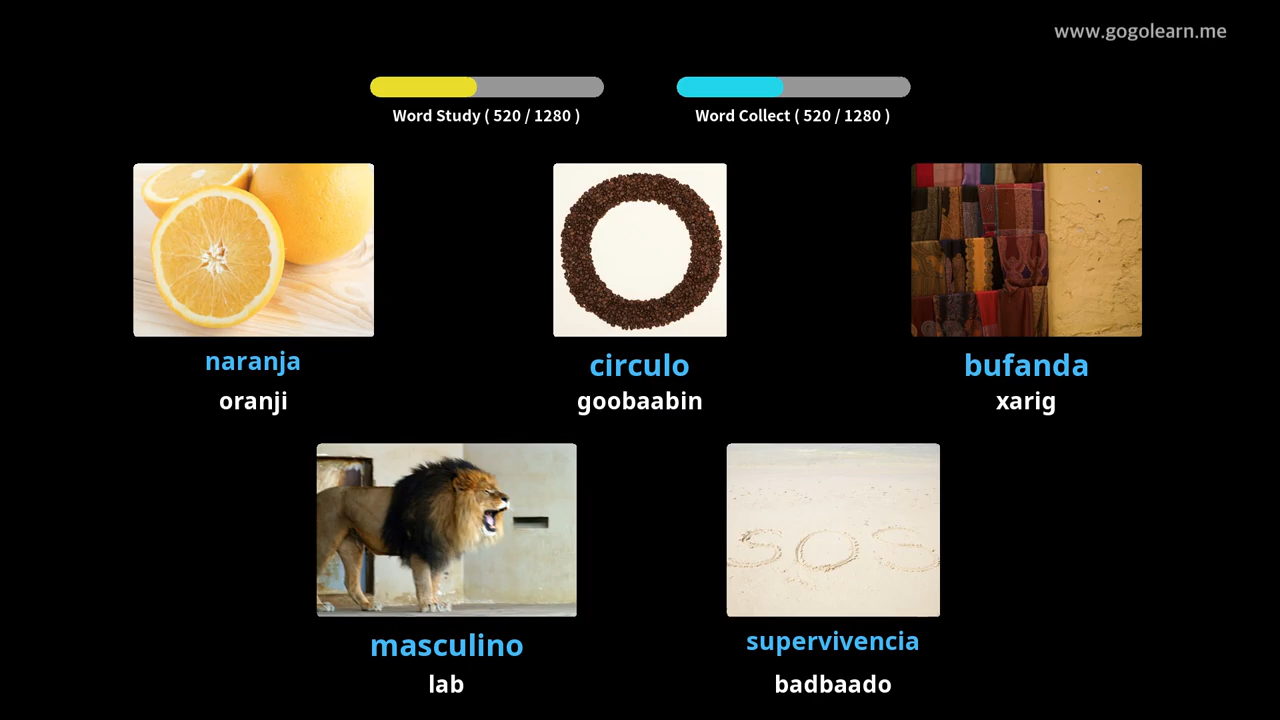 www.gogolearn.me
Word Study ( 520 / 1280 )
Word Collect ( 520 / 1280 )
naranja
oranji
circulo
goobaabin
bufanda
xarig
SOS
masculino
lab
supervivencia
badbaado